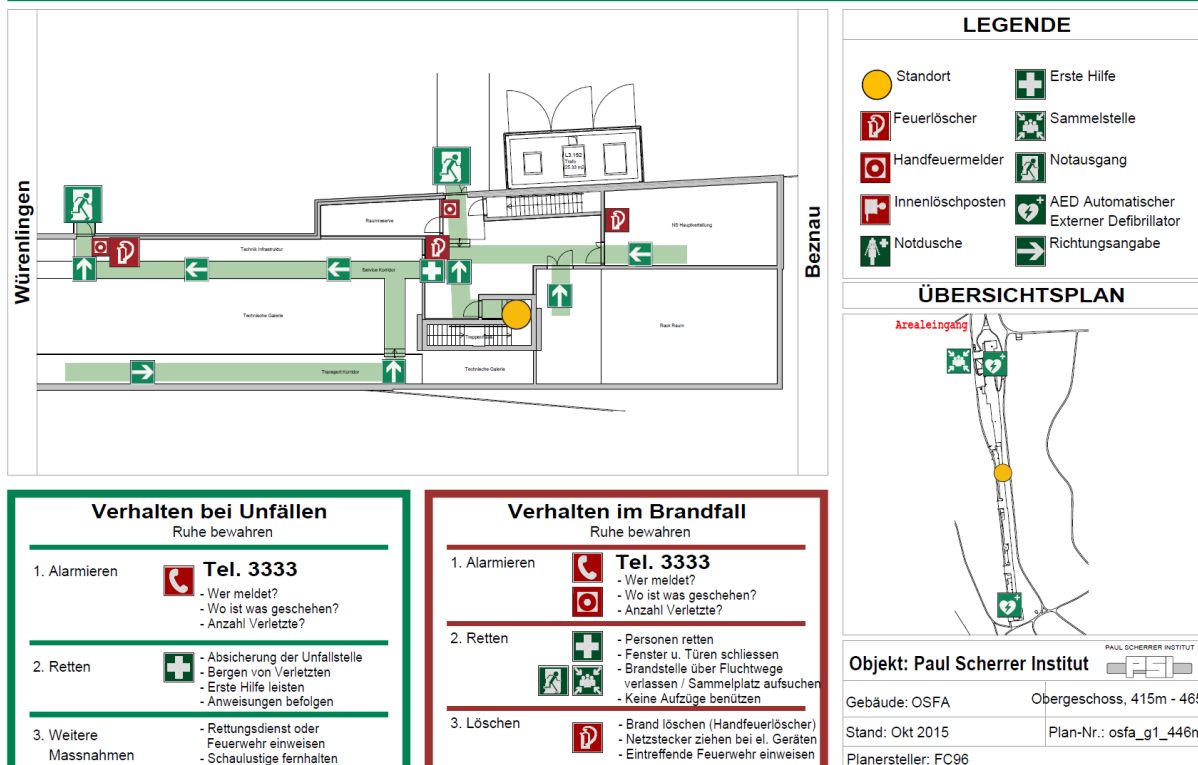 Würenlingen
L3.192
Trafo
Raumreserve
Technik Infrastruktur
NS Hauptverteilung
Service Korridor
Technische Galerie
Rack Raum
Treppenhaus
Transport Korridor
Technische Galerie
Beznau
LEGENDE
Standort
Erste Hilfe
Feuerlöscher
Sammelstelle
Handfeuermelder
Notausgang
Innenlöschposten
AED Automatischer
Externer Defibrillator
Notdusche
Richtungsangabe
ÜBERSICHTSPLAN
Arealeingang
Verhalten bei Unfällen
Ruhe bewahren
1. Alarmieren
Tel. 3333
- Wer meldet?
- Wo ist was geschehen?
- Anzahl Verletzte?
2. Retten
- Absicherung der Unfallstelle
- Bergen von Verletzten
- Erste Hilfe leisten
- Anweisungen befolgen
3. Weitere
Massnahmen
- Rettungsdienst oder
Feuerwehr einweisen
- Schaulustige fernhalten
Verhalten im Brandfall
Ruhe bewahren
1. Alarmieren
Tel. 3333
- Wer meldet?
- Wo ist was geschehen?
- Anzahl Verletzte?
2. Retten
- Personen retten
- Fenster u. Türen schliessen
- Brandstelle über Fluchtwege
verlassen / Sammelplatz aufsuchen
- Keine Aufzüge benützen
3. Löschen
- Brand löschen (Handfeuerlöscher)
- Netzstecker ziehen bei el. Geräten
- Eintreffende Feuerwehr einweisen
Objekt: Paul Scherrer Institut
PAUL SCHERRER INSTITUT
PSI
Gebäude: OSFA
Obergeschoss, 415m - 465
Stand: Okt 2015
Plan-Nr.: osfa_g1_446m
Planersteller: FC96